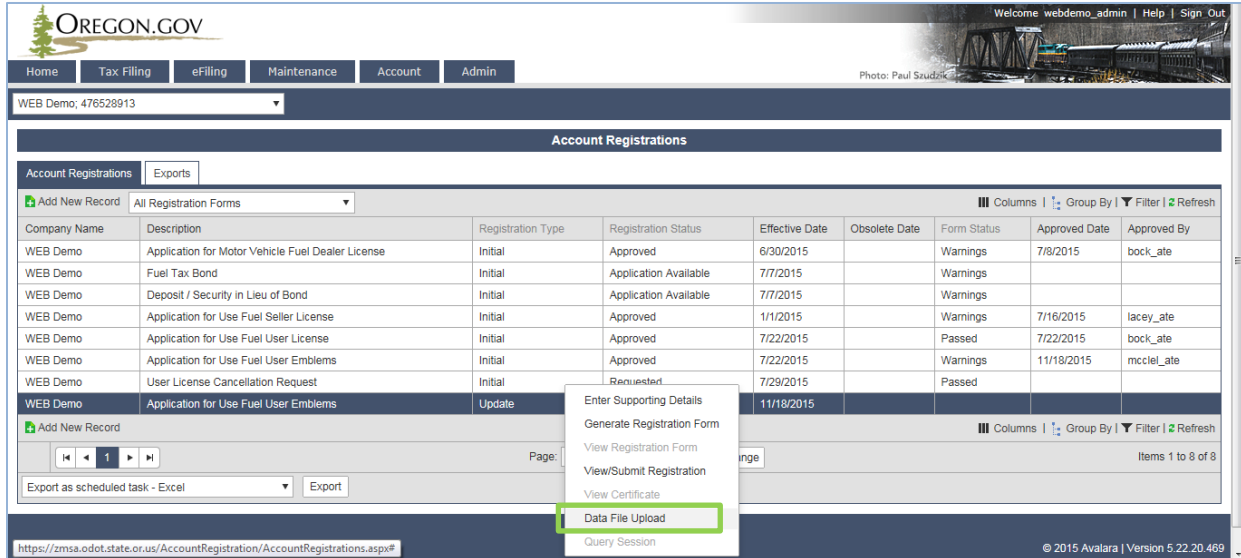 Welcome webdemo_admin | Help | Sign Out
OREGON.GOV
Home Tax Filing eFiling Maintenance Account Admin
Photo: Paul Szudzik
WEB Demo; 476528913
Account Registrations
Account Registrations Exports
Add New Record All Registration Forms Columns | Group By | Filter | Refresh
Company Name Description Registration Type Registration Status Effective Date Obsolete Date Form Status Approved Date Approved By
WEB Demo Application for Motor Vehicle Fuel Dealer License Initial Approved 6/30/2015 Warnings 7/8/2015 bock_ate
WEB Demo Fuel Tax Bond Initial Application Available 7/7/2015 Warnings
WEB Demo Deposit / Security in Lieu of Bond Initial Application Available 7/7/2015 Warnings
WEB Demo Application for Use Fuel Seller License Initial Approved 1/1/2015 Warnings 7/16/2015 lacey_ate
WEB Demo Application for Use Fuel User License Initial Approved 7/22/2015 Passed 7/22/2015 bock_ate
WEB Demo Application for Use Fuel User Emblems Initial Approved 7/22/2015 Warnings 11/18/2015 mcclel_ate
WEB Demo User License Cancellation Request Initial Requested 7/29/2015 Passed
WEB Demo Application for Use Fuel User Emblems Update 11/18/2015
Enter Supporting Details
Generate Registration Form
View Registration Form
View/Submit Registration
View Certificate
Data File Upload
Query Session
Add New Record Columns | Group By | Filter | Refresh
1 Page: nge Items 1 to 8 of 8
Export as scheduled task - Excel Export
https://zmsa.odot.state.or.us/AccountRegistration/AccountRegistrations.aspx# © 2015 Avalara | Version 5.22.20.469